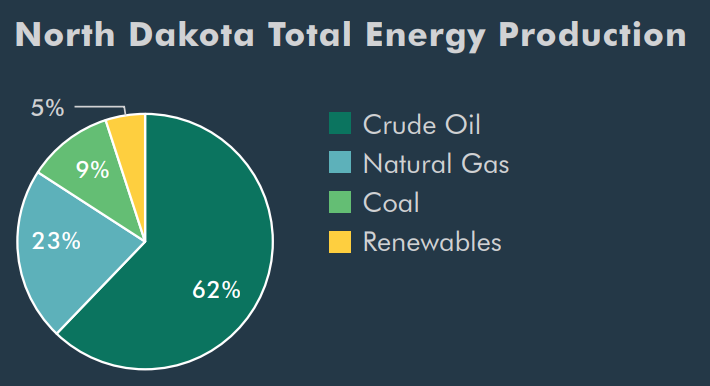 North Dakota Total Energy Production
5%
9%
23%
62%
Crude Oil
Natural Gas
Coal
Renewables